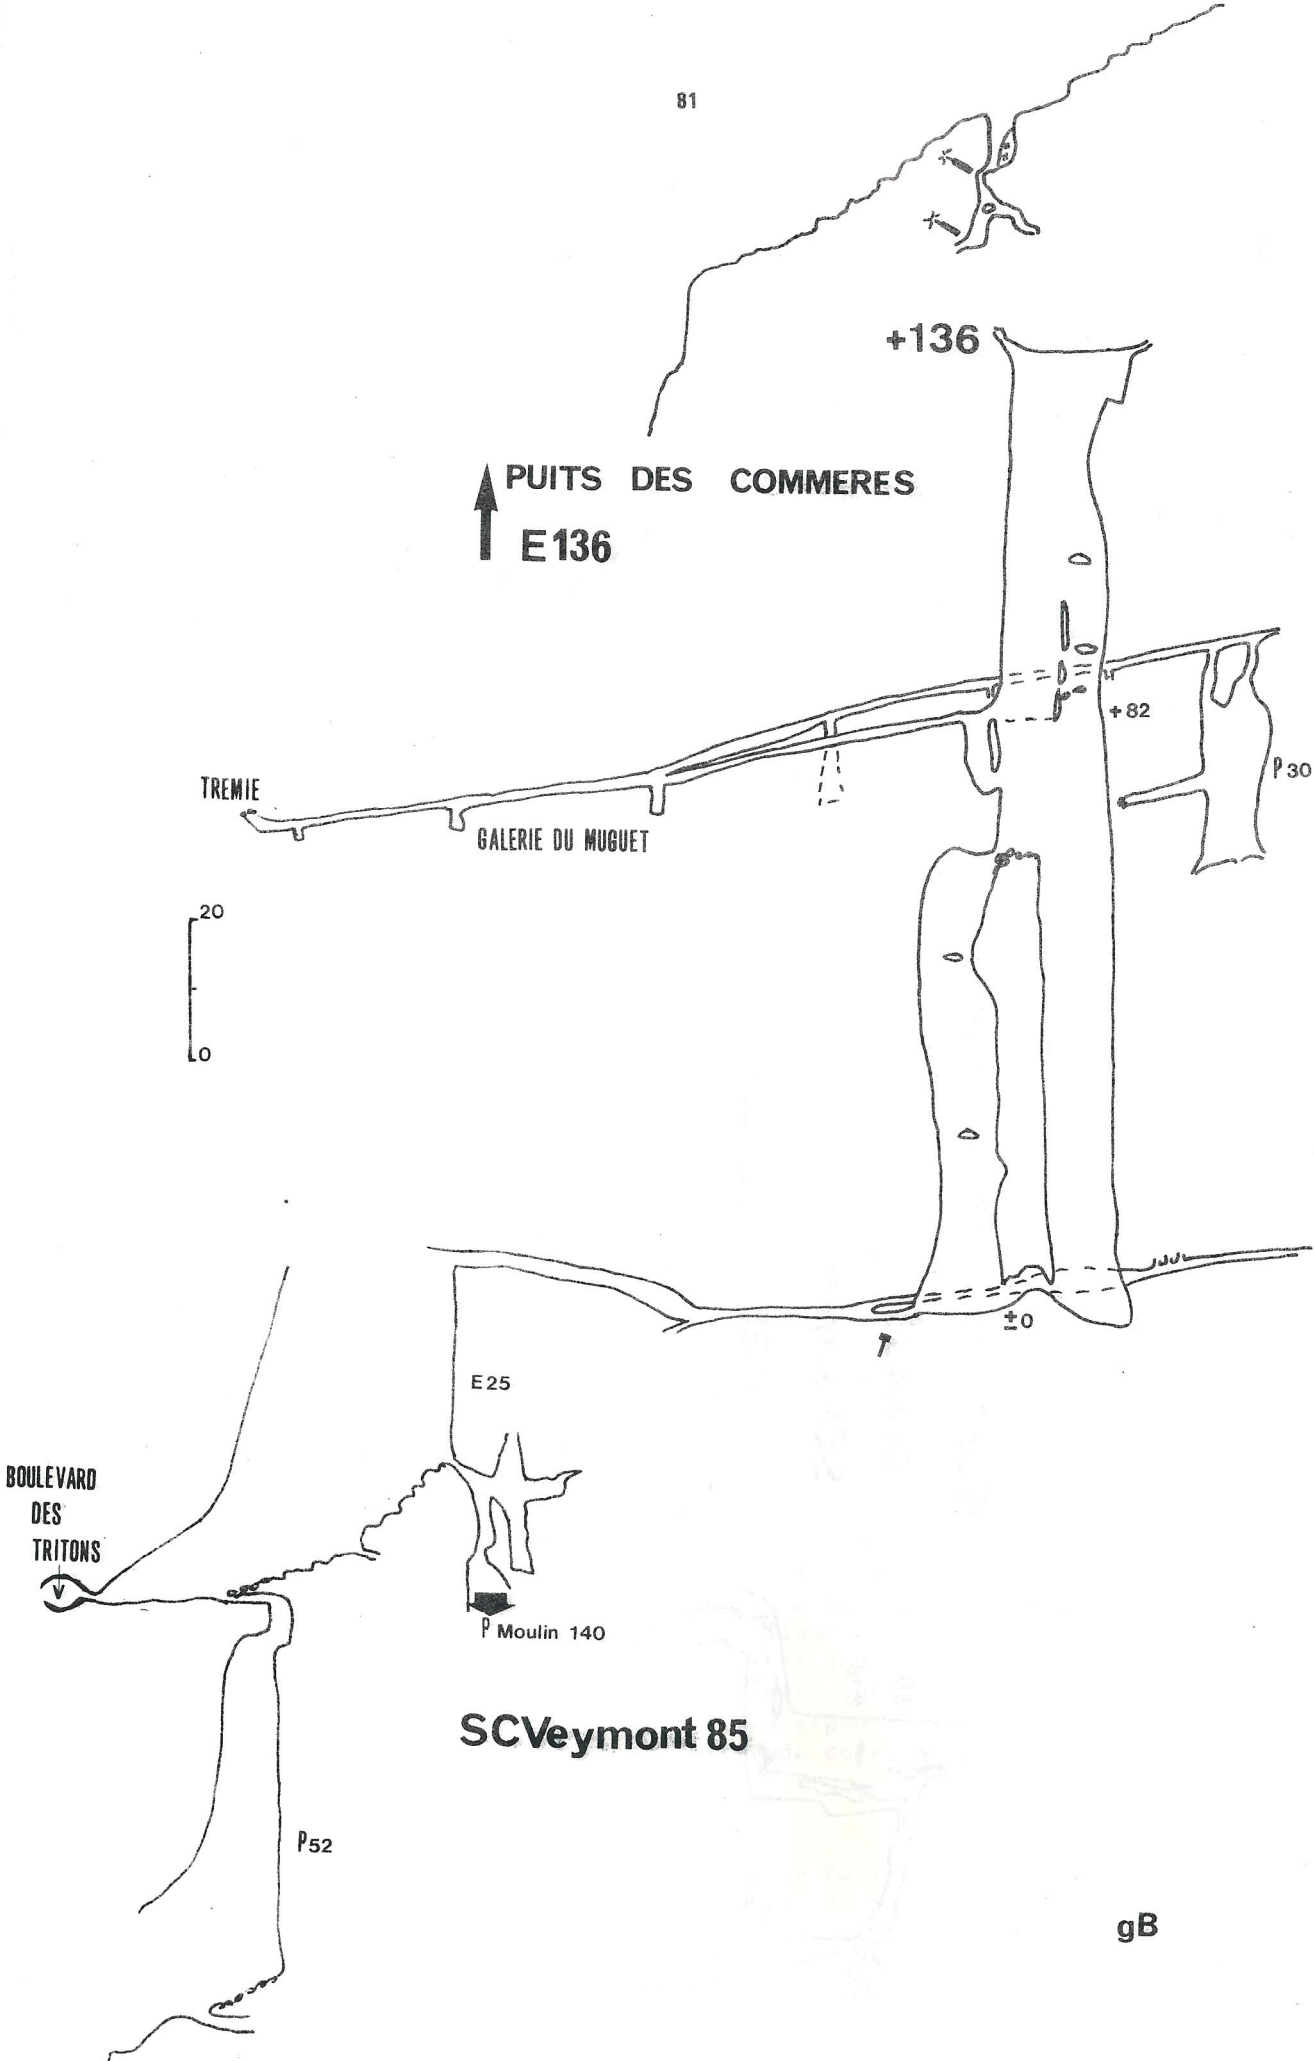 81
+136
PUITS DES COMMERES
E136
+82
TREMIE
P30
GALERIE DU MUGUET
20
0
±0
E25
BOULEVARD
DES
TRITONS
P Moulin 140
SCVeymont 85
P52
gB